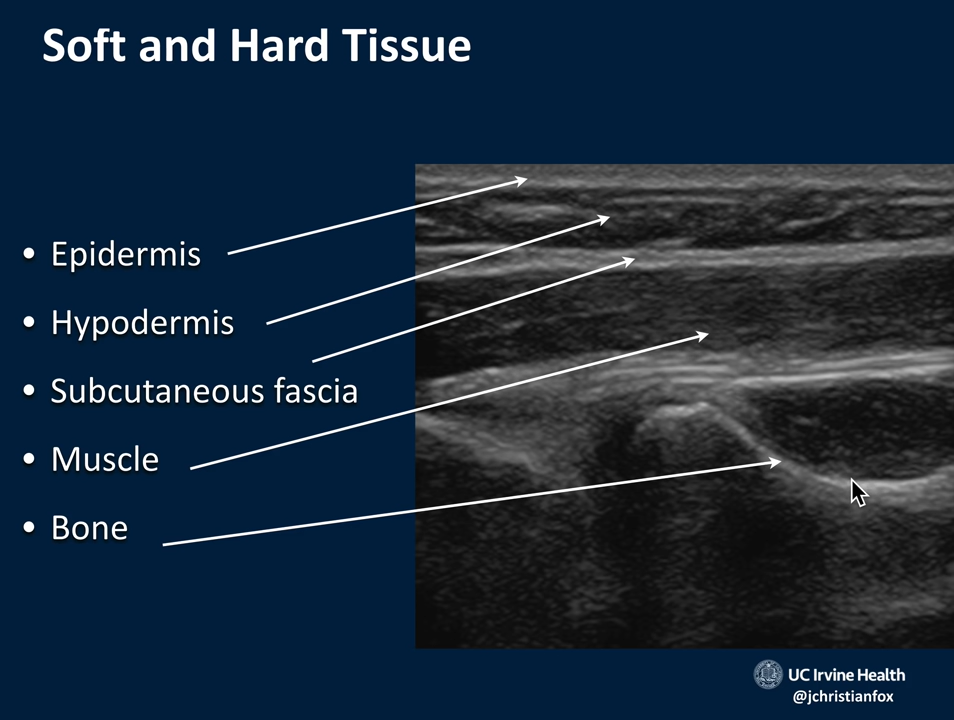 Soft and Hard Tissue
• Epidermis
• Hypodermis
• Subcutaneous fascia
• Muscle
• Bone
UC Irvine Health
@jchristianfox